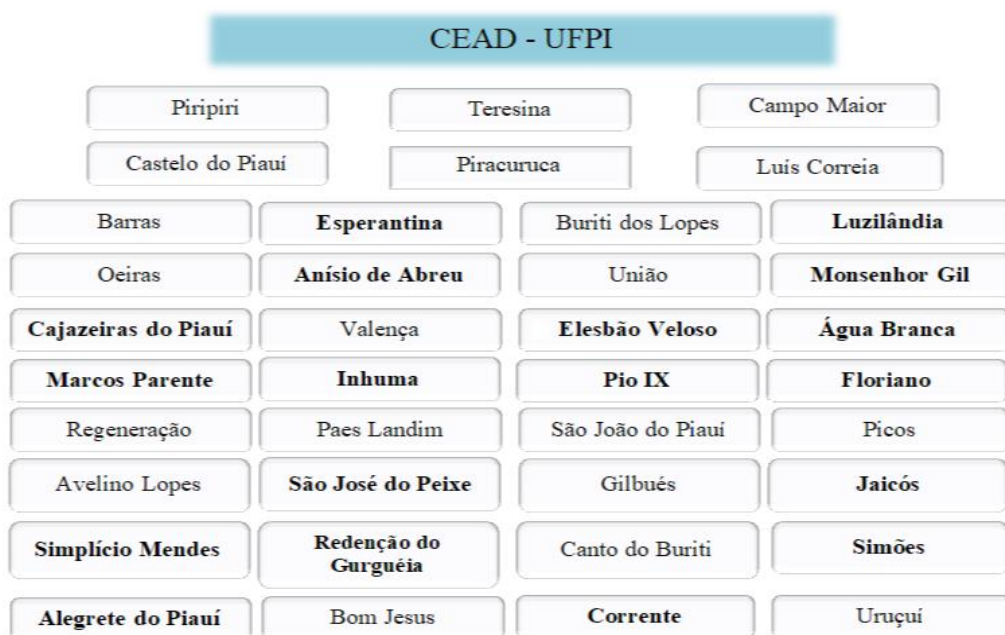 CEAD - UFPI
Piripiri
Teresina
Campo Maior
Castelo do Piauí
Piracuruca
Luís Correia
Barras
Esperantina
Buriti dos Lopes
Luzilândia
Oeiras
Anísio de Abreu
União
Monsenhor Gil
Cajazeiras do Piauí
Valença
Elesbão Veloso
Água Branca
Marcos Parente
Inhuma
Pio IX
Floriano
Regeneração
Paes Landim
São João do Piauí
Picos
Avelino Lopes
São José do Peixe
Gilbués
Jaicós
Simplício Mendes
Redenção do
Gurguéia
Canto do Buriti
Simões
Alegrete do Piauí
Bom Jesus
Corrente
Uruçuí